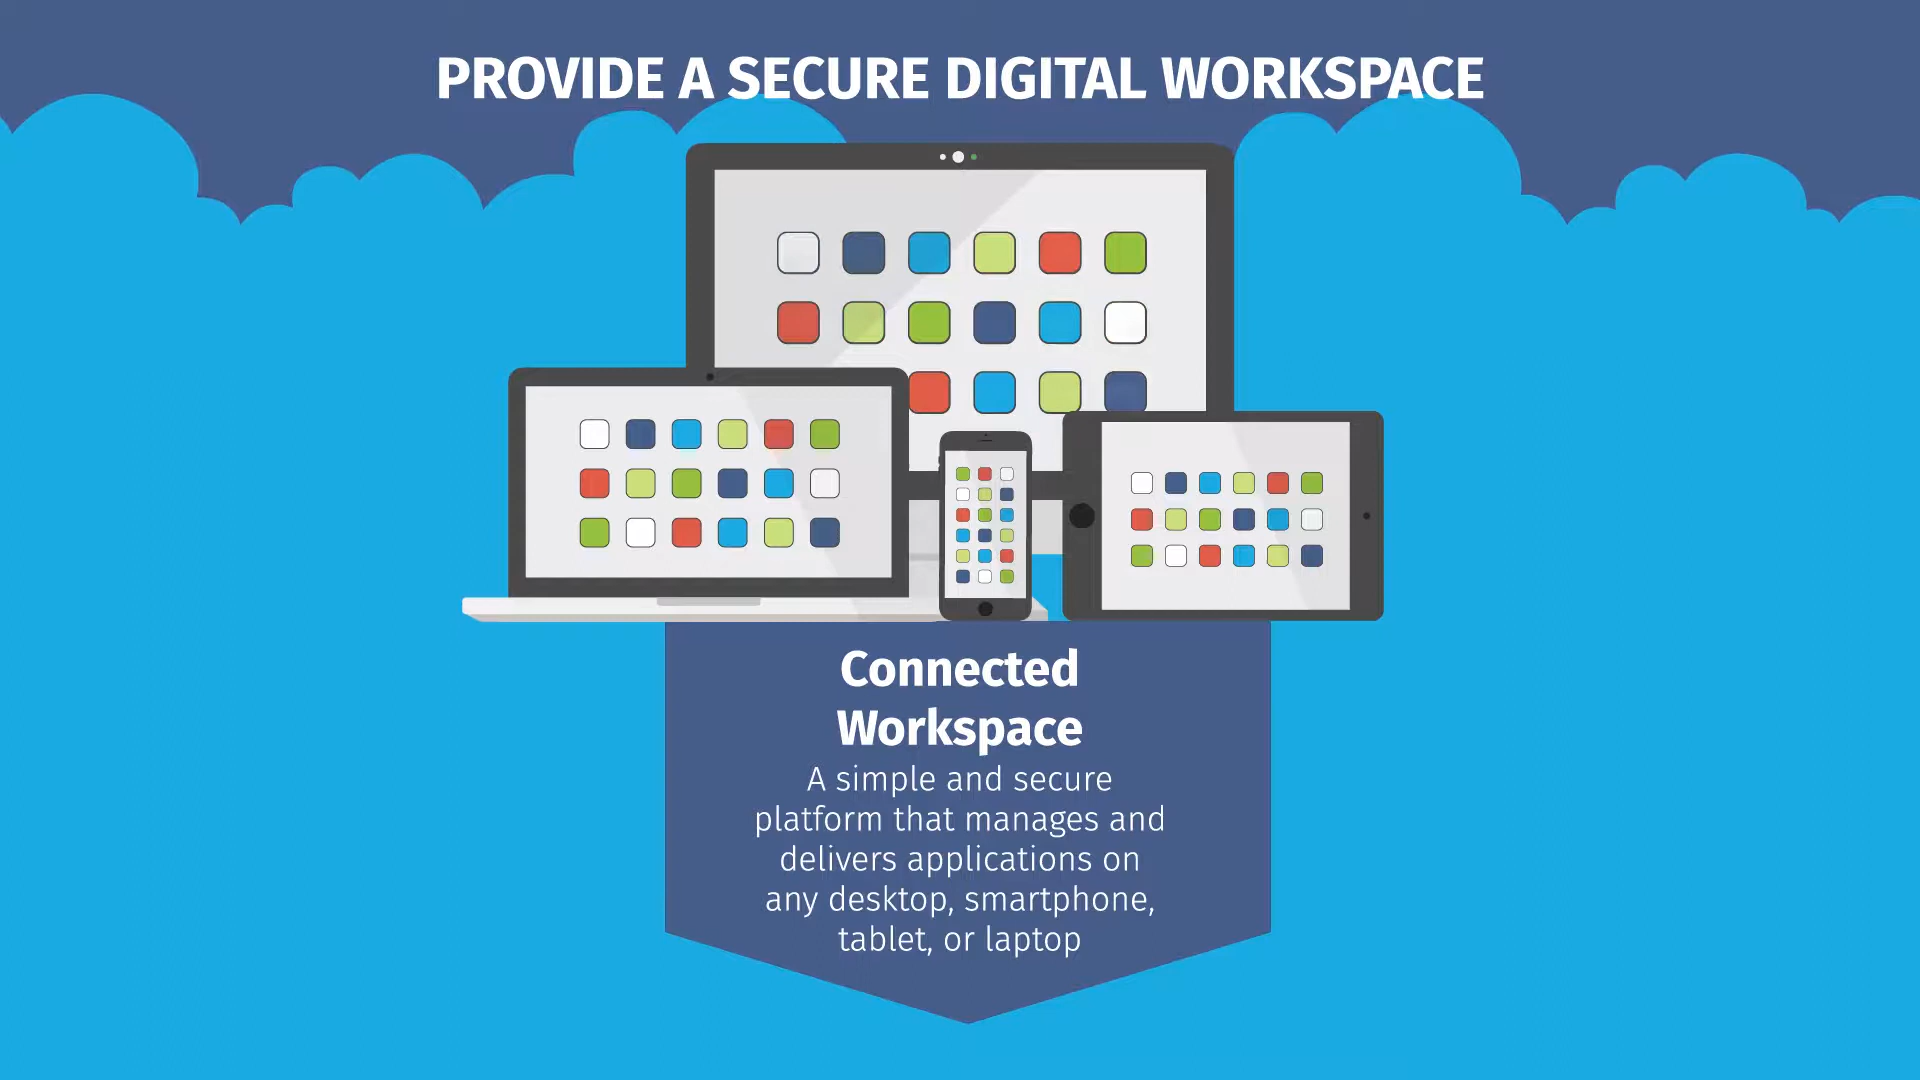 PROVIDE A SECURE DIGITAL WORKSPACE
Connected
Workspace
A simple and secure
platform that manages and
delivers applications on
any desktop, smartphone,
tablet, or laptop